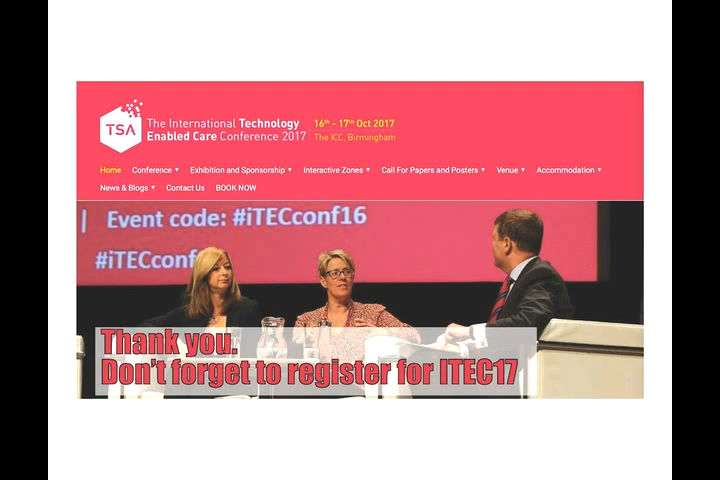 TSA
The International Technology
Enabled Care Conference 2017
16th - 17th Oct 2017
The ICC, Birmingham
Home Conference ▼ Exhibition and Sponsorship ▼ Interactive Zones ▼ Call For Papers and Posters ▼ Venue ▼ Accommodation ▼
News & Blogs ▼ Contact Us BOOK NOW
| Event code: #iTECconf16
#iTECconf
Thank you.
Don't forget to register for ITEC17